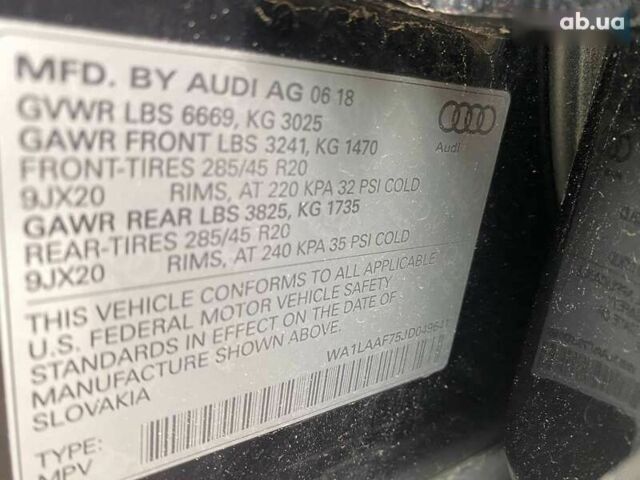 ab.ua
MFD. BY AUDI AG 06 18
GVWR LBS 6669, KG 3025
GAWR FRONT LBS 3241, KG 1470
FRONT-TIRES 285/45 R20
9JX20 RIMS, AT 220 KPA 32 PSI COLD
GAWR REAR LBS 3825, KG 1735
REAR-TIRES 285/45 R20
9JX20 RIMS, AT 240 KPA 35 PSI COLD
Audi
THIS VEHICLE CONFORMS TO ALL APPLICABLE
U.S. FEDERAL MOTOR VEHICLE SAFETY
STANDARDS IN EFFECT ON THE DATE OF
MANUFACTURE SHOWN ABOVE.
SLOVAKIA
WA1LAAF75JD049641
TYPE:
MPV